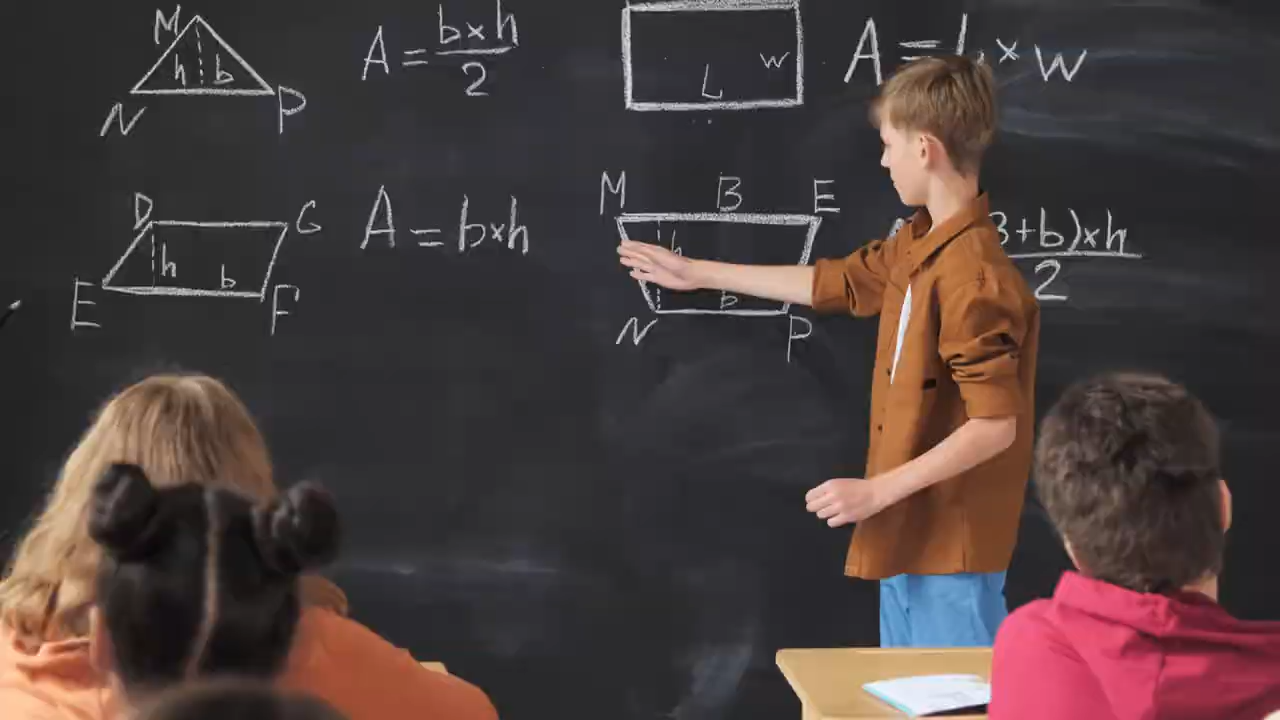 M
h b
N P
A = b×h / 2
L w
A = L × w
D G
h b
E F
A = b×h
M B E
h
b
N P
+b)×h / 2